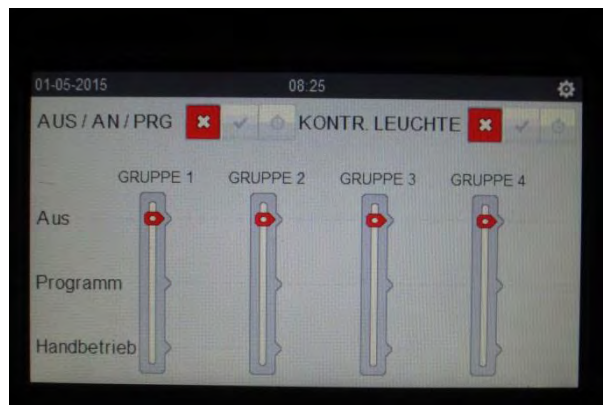 01-05-2015 08:25
AUS / AN / PRG KONTR. LEUCHTE
GRUPPE 1 GRUPPE 2 GRUPPE 3 GRUPPE 4
Aus
Programm
Handbetrieb